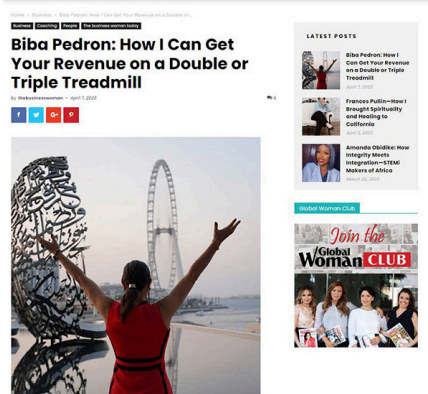 Home › Business › Biba Pedron: How I Can Get Your Revenue on a Double or ...
Business Coaching People The business woman today
Biba Pedron: How I Can Get
Your Revenue on a Double or
Triple Treadmill
By thebusinesswoman - April 7, 2023
0
LATEST POSTS
Biba Pedron: How I
Can Get Your Revenue
on a Double or Triple
Treadmill
April 7, 2023
Frances Pullin—How I
Brought Spirituality
and Healing to
California
April 3, 2023
Amanda Obidike: How
Integrity Meets
Integration—STEMi
Makers of Africa
March 30, 2023
Global Woman Club
Join the
Global
Woman CLUB